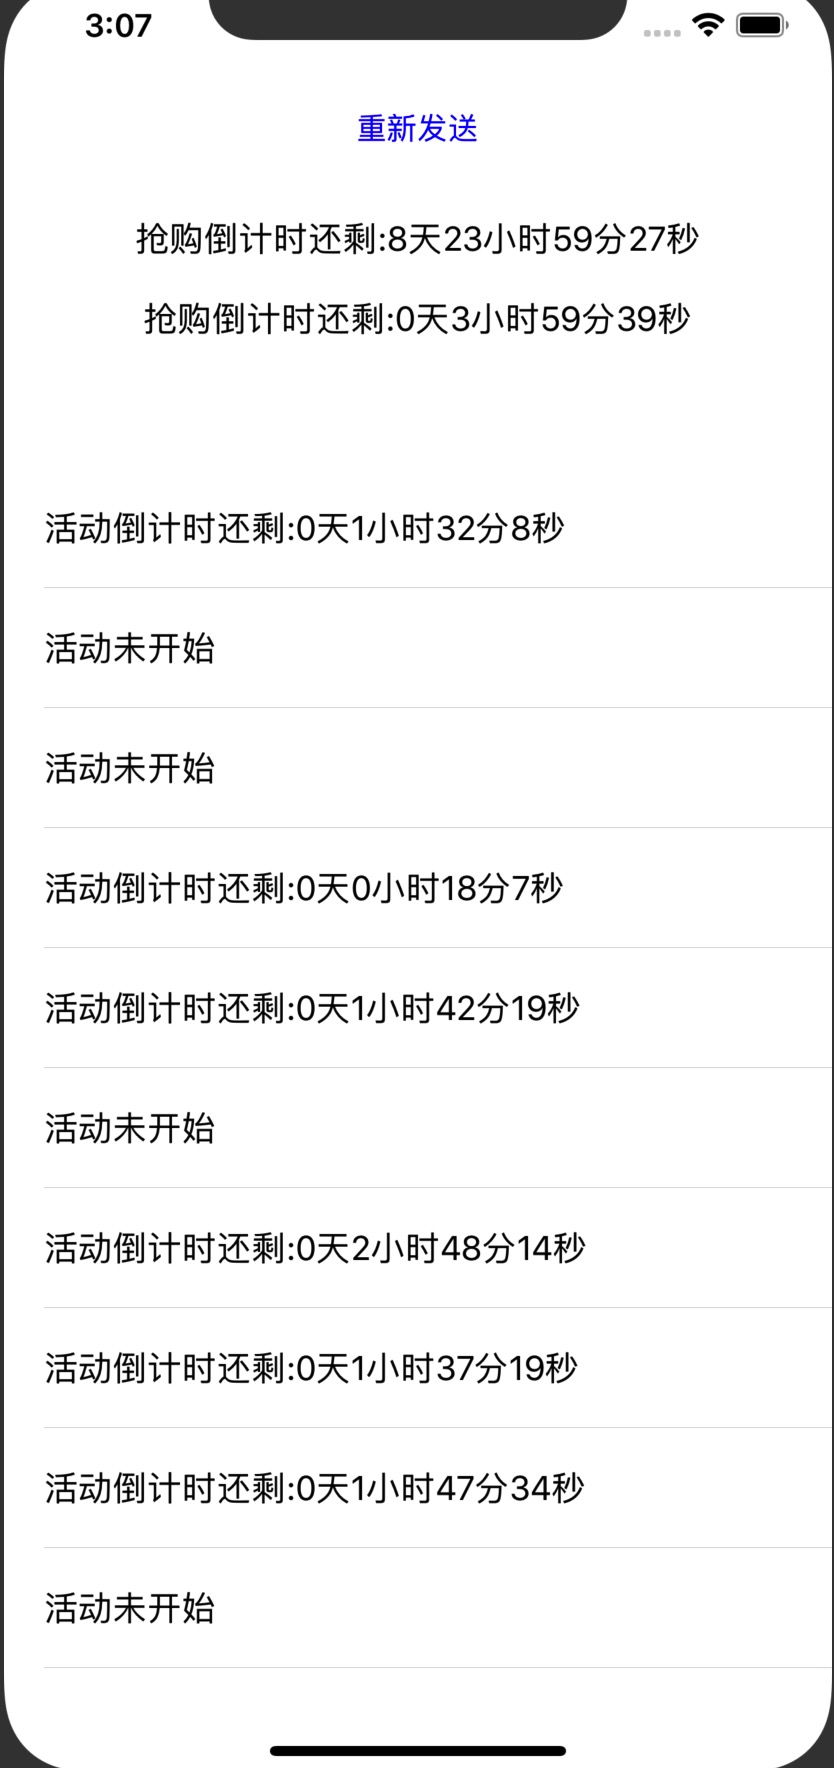 3:07
重新发送
抢购倒计时还剩:8天23小时59分27秒
抢购倒计时还剩:0天3小时59分39秒
活动倒计时还剩:0天1小时32分8秒
活动未开始
活动未开始
活动倒计时还剩:0天0小时18分7秒
活动倒计时还剩:0天1小时42分19秒
活动未开始
活动倒计时还剩:0天2小时48分14秒
活动倒计时还剩:0天1小时37分19秒
活动倒计时还剩:0天1小时47分34秒
活动未开始